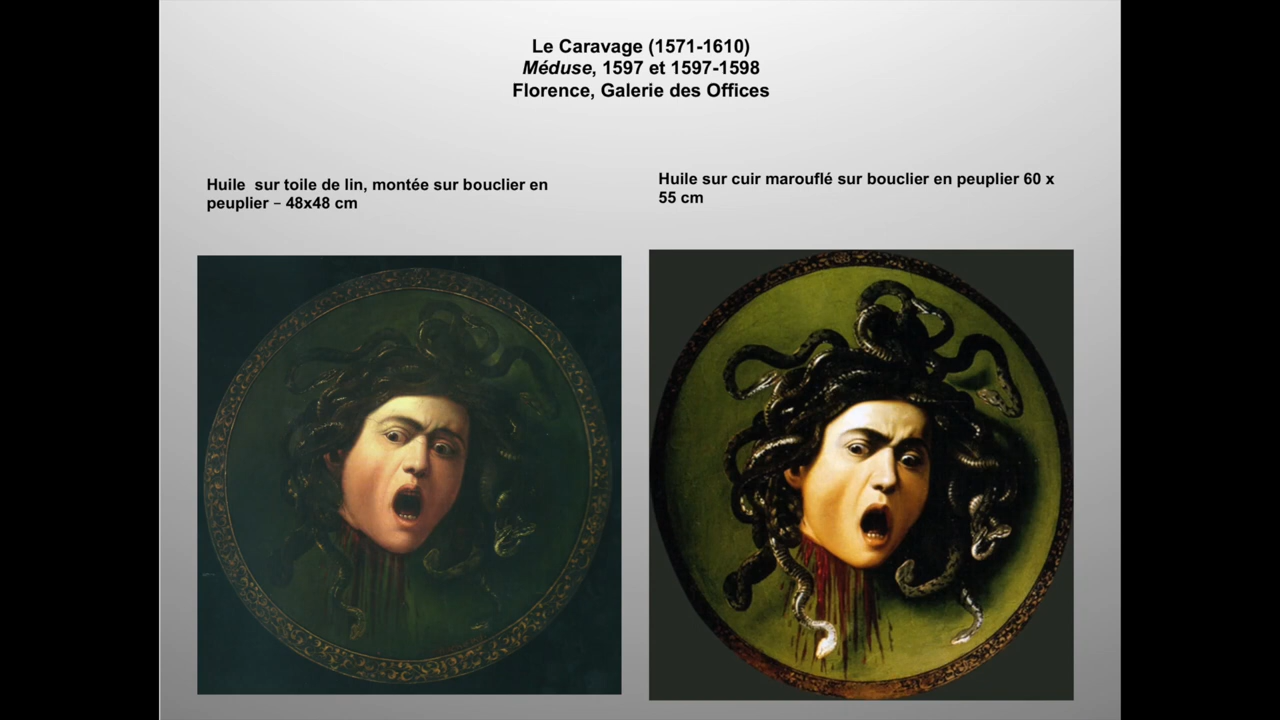 Le Caravage (1571-1610)
Méduse, 1597 et 1597-1598
Florence, Galerie des Offices
Huile  sur toile de lin, montée sur bouclier en
peuplier – 48x48 cm
Huile sur cuir marouflé sur bouclier en peuplier 60 x
55 cm